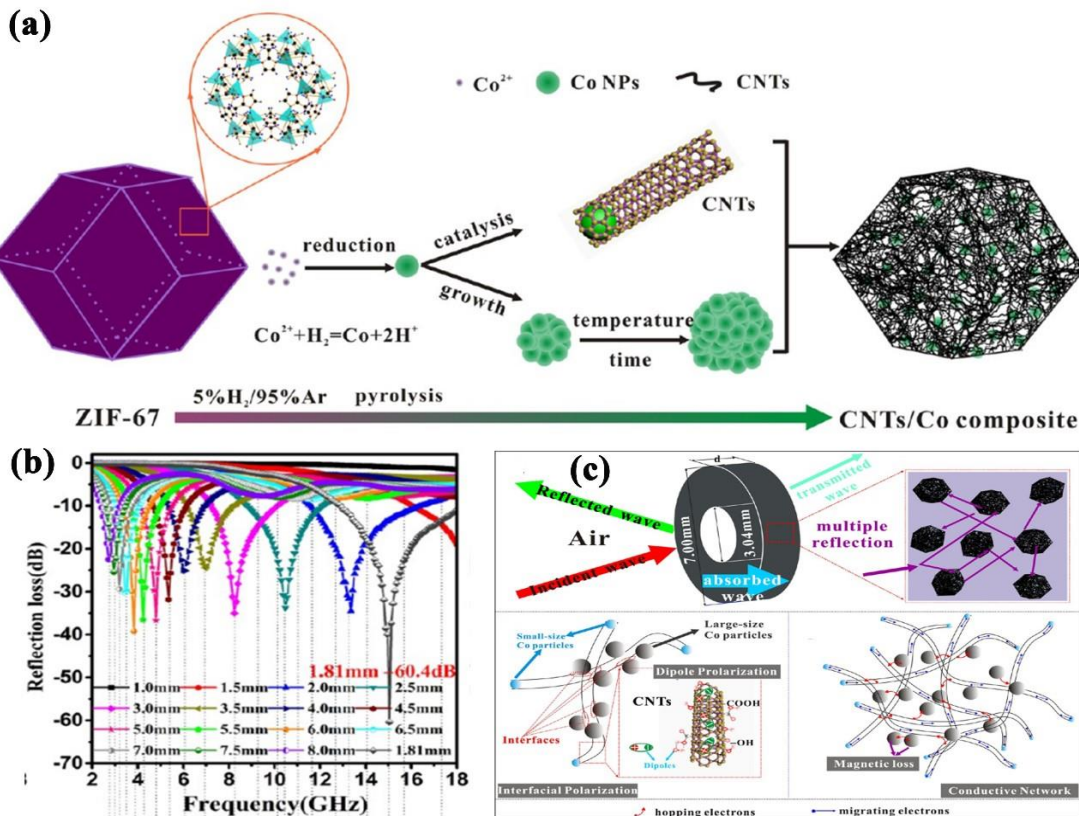 (a)
Co²⁺
Co NPs
CNTs
reduction
catalysis
growth
CNTs
Co²⁺+H₂=Co+2H⁺
temperature
time
5%H₂/95%Ar pyrolysis
ZIF-67
CNTs/Co composite
(b)
Reflection loss(dB)
0
-10
-20
-30
-40
-50
-60
-70
1.81mm -60.4dB
1.0mm 1.5mm 2.0mm 2.5mm
3.0mm 3.5mm 4.0mm 4.5mm
5.0mm 5.5mm 6.0mm 6.5mm
7.0mm 7.5mm 8.0mm 1.81mm
2 4 6 8 10 12 14 16 18
Frequency(GHz)
(c)
Reflected wave
Air
Incident wave
d
7.00mm
3.04mm
absorbed
wave
transmitted
wave
multiple
reflection
Small-size
Co particles
Large-size
Co particles
Dipole Prolarization
CNTs
COOH
OH
Interfaces
Dipoles
Interfacial Polarization
Magnetic loss
Conductive Network
hopping electrons
migrating electrons